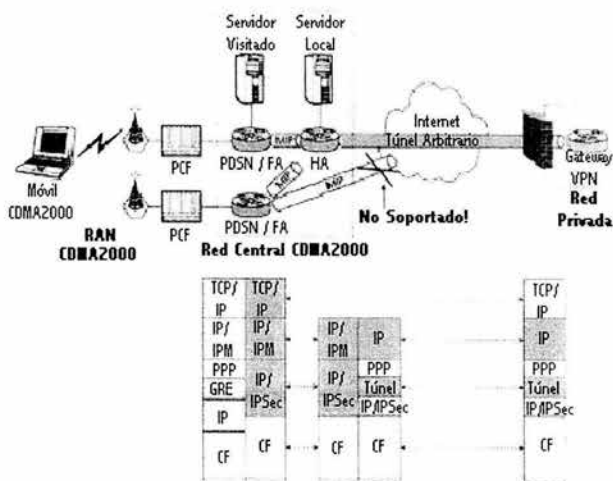 Servidor
Visitado
Servidor
Local
Internet
Túnel Arbitrario
MIP
PCF
PDSN / FA
HA
Gateway
VPN
Móvil
CDMA2000
MIP
MIP
No Soportado!
Red
Privada
RAN
CDMA2000
PCF
PDSN / FA
Red Central CDMA2000
TCP/
IP
TCP/
IP
TCP/
IP
IP/
IPM
IP/
IPM
IP/
IPM
IP
IP
PPP
GRE
IP/
IPSec
IP/
IPSec
PPP
Túnel
IP/IPSec
PPP
Túnel
IP/IPSec
IP
CF
CF
CF
CF
CF